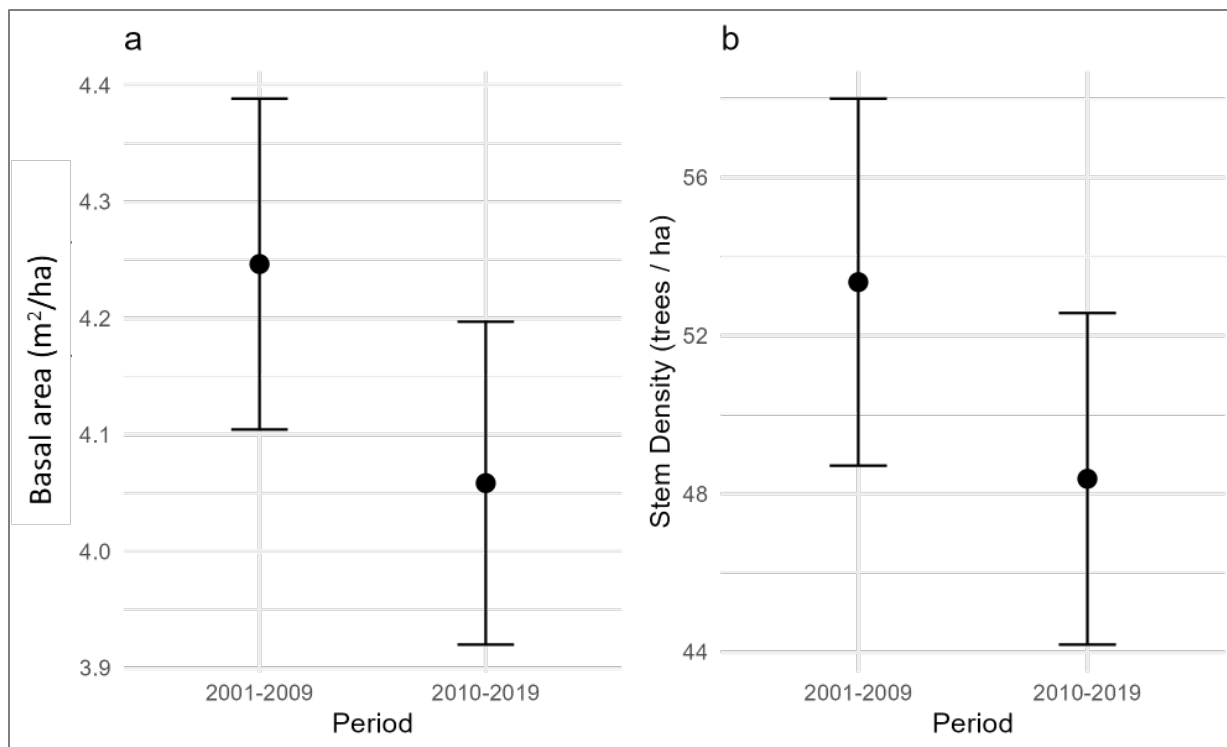 a
Basal area (m²/ha)
4.4
4.3
4.2
4.1
4.0
3.9
2001-2009
2010-2019
Period
b
Stem Density (trees / ha)
56
52
48
44
2001-2009
2010-2019
Period